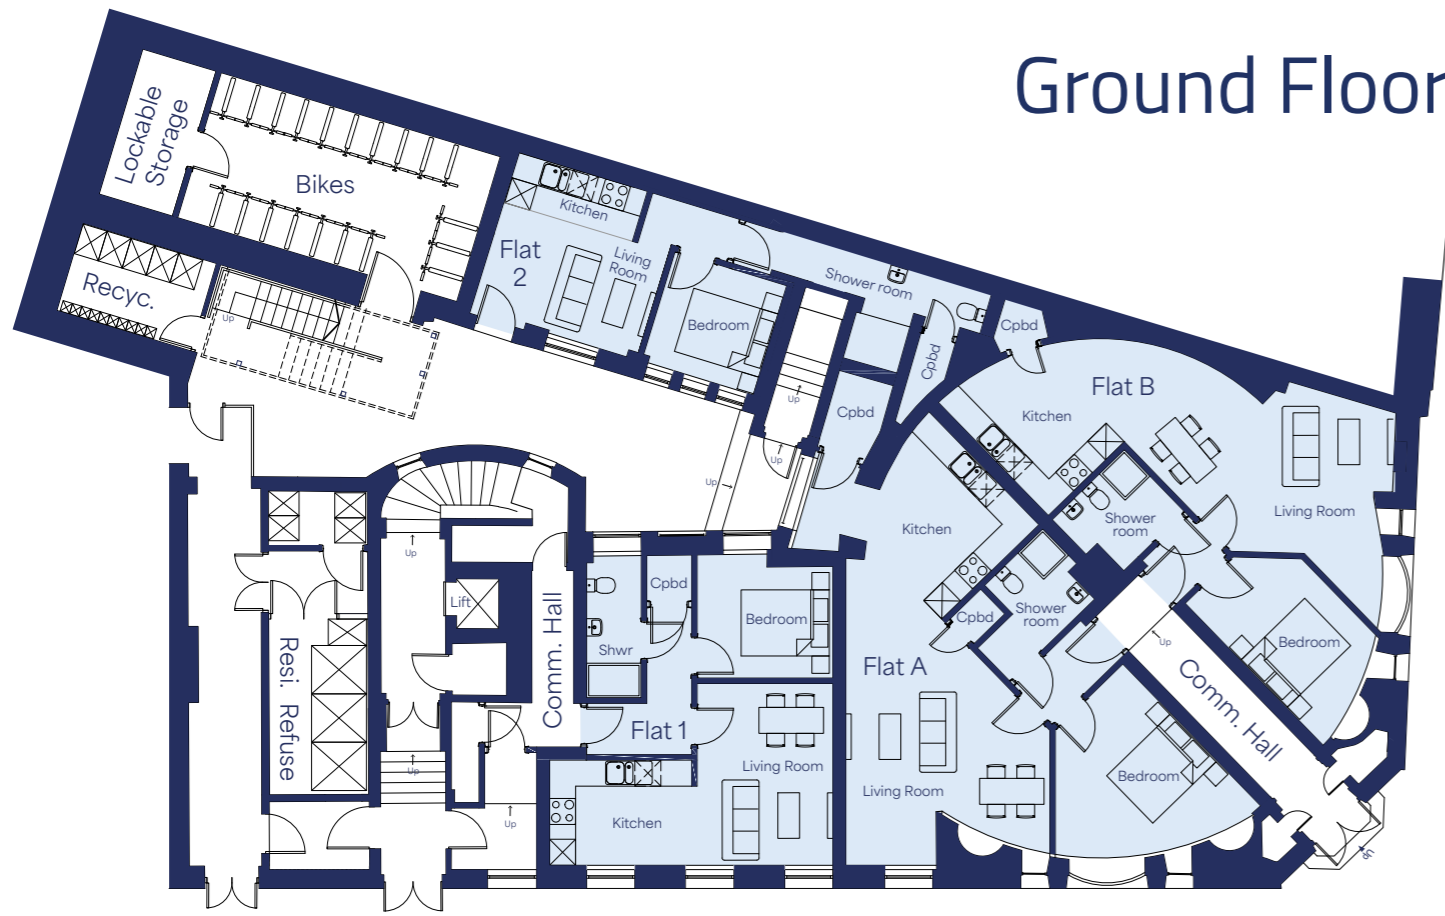 Ground Floor
Lockable
Storage
Bikes
Recyc.
Up
Flat
2
Kitchen
Living
Room
Bedroom
Shower room
Cpbd
Cpbd
Cpbd
Up
Up
Up
Flat B
Kitchen
Living Room
Shower
room
Bedroom
Kitchen
Cpbd
Shower
room
Flat A
Living Room
Bedroom
Up
Comm. Hall
Up
Up
Lift
Comm. Hall
Cpbd
Shwr
Bedroom
Flat 1
Living Room
Kitchen
Resi. Refuse
Up
Up